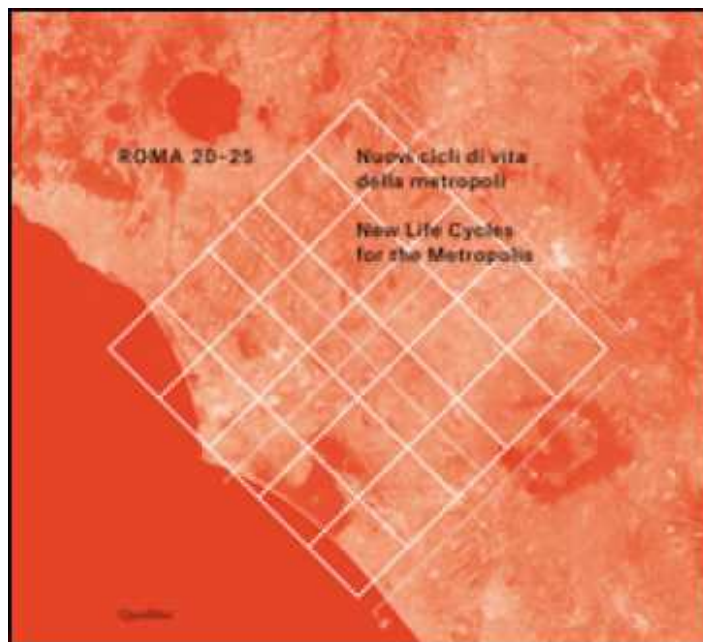 ROMA 20–25
Nuovi cicli di vita
della metropoli
New Life Cycles
for the Metropolis